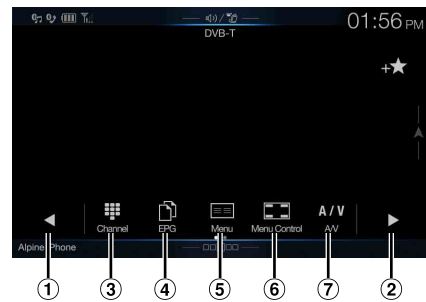 01:56 PM
DVB-T
A / V
Channel
EPG
Menu
Menu Control
A/V
Alpine Phone
1
3
4
5
6
7
2